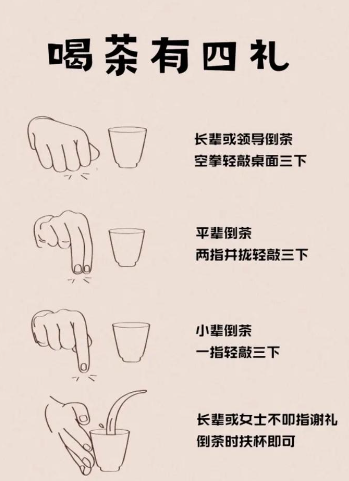 喝茶有四礼
长辈或领导倒茶
空拳轻敲桌面三下
平辈倒茶
两指并拢轻敲三下
小辈倒茶
一指轻敲三下
长辈或女士不叩指谢礼
倒茶时扶杯即可